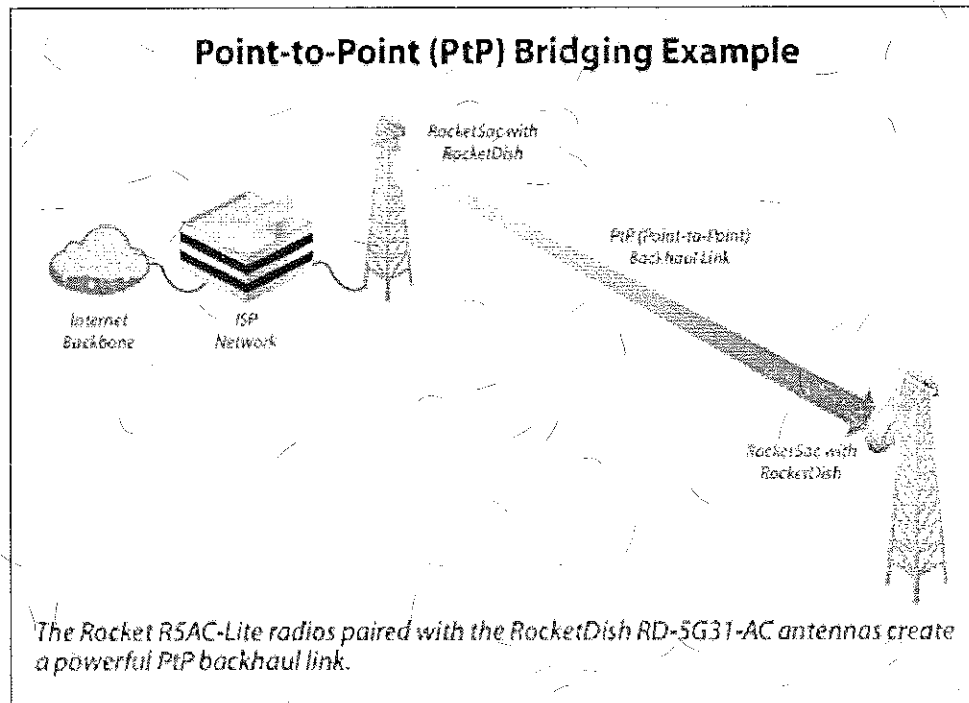 Point-to-Point (PtP) Bridging Example
Rocket5ac with
RocketDish
PtP (Point-to-Point)
Backhaul Link
Internet
Backbone
ISP
Network
Rocket5ac with
RocketDish
The Rocket R5AC-Lite radios paired with the RocketDish RD-5G31-AC antennas create
a powerful PtP backhaul link.